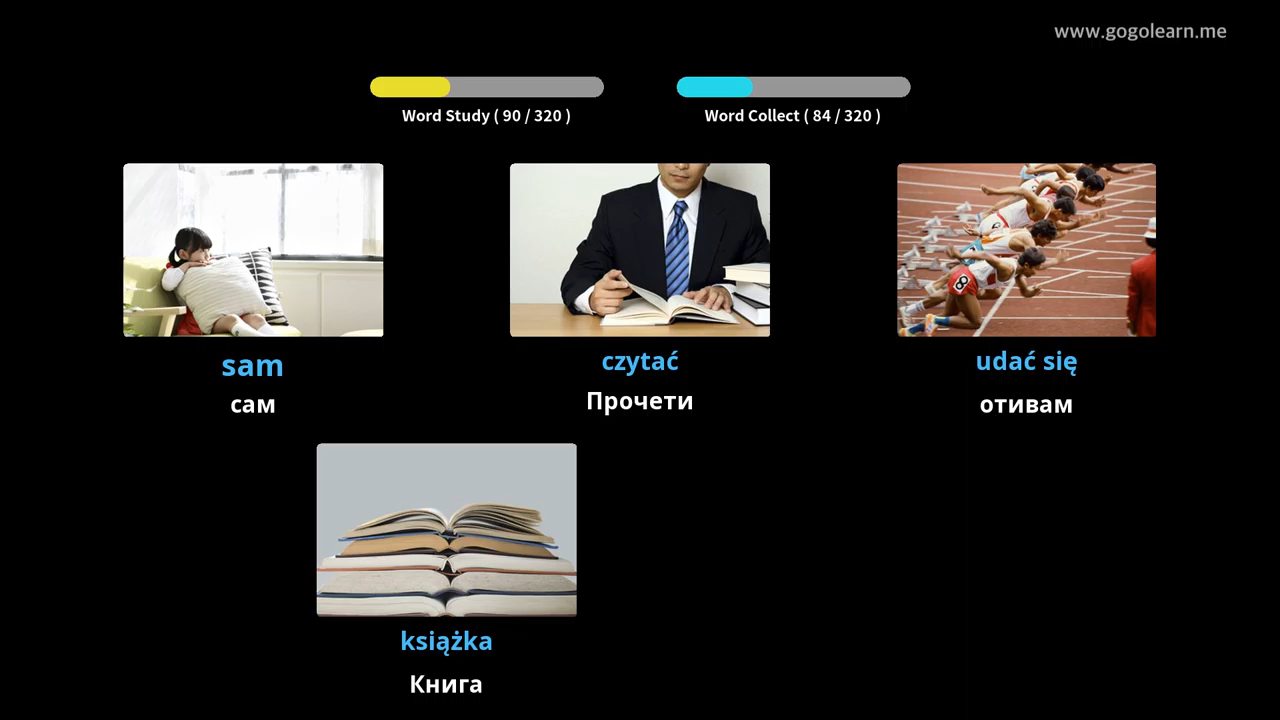 www.gogolearn.me
Word Study ( 90 / 320 )
Word Collect ( 84 / 320 )
sam
сам
czytać
Прочети
udać się
отивам
książka
Книга